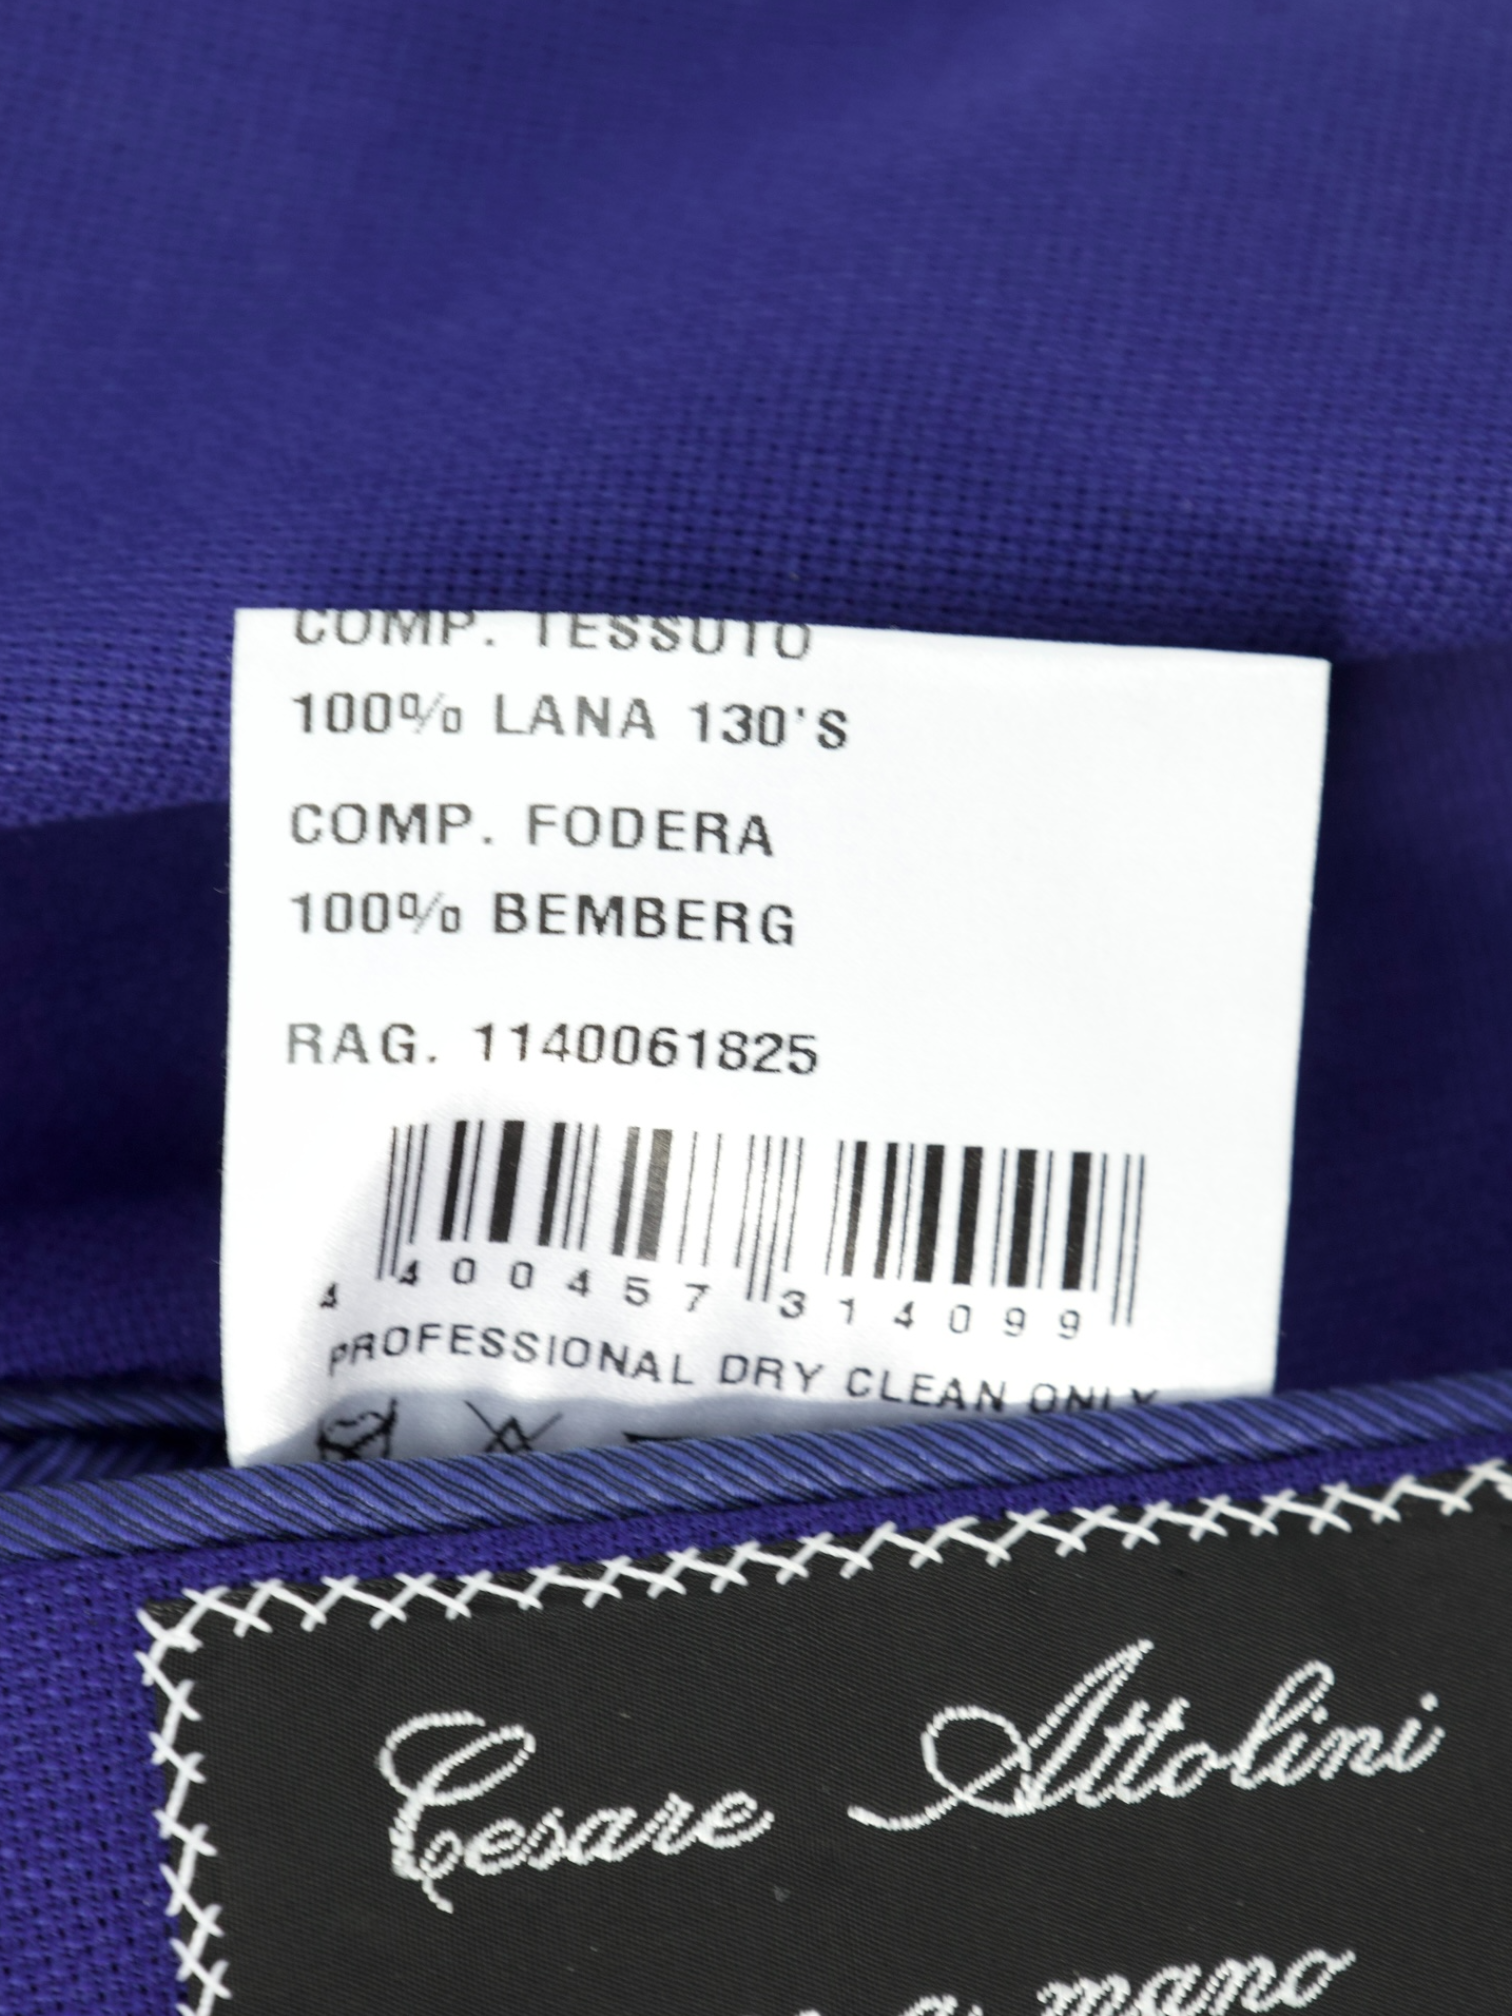 COMP. TESSUTO
100% LANA 130'S
COMP. FODERA
100% BEMBERG
RAG. 1140061825
4 400457 314099
PROFESSIONAL DRY CLEAN ONLY
Cesare Attolini
a mano